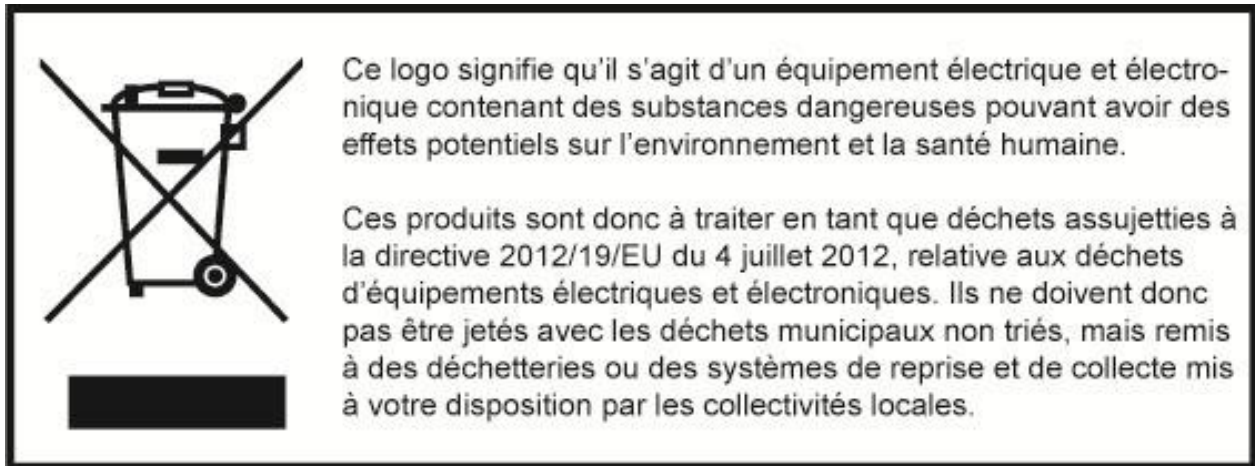 Ce logo signifie qu'il s'agit d'un équipement électrique et électro-
nique contenant des substances dangereuses pouvant avoir des
effets potentiels sur l'environnement et la santé humaine.
Ces produits sont donc à traiter en tant que déchets assujetties à
la directive 2012/19/EU du 4 juillet 2012, relative aux déchets
d'équipements électriques et électroniques. Ils ne doivent donc
pas être jetés avec les déchets municipaux non triés, mais remis
à des déchetteries ou des systèmes de reprise et de collecte mis
à votre disposition par les collectivités locales.